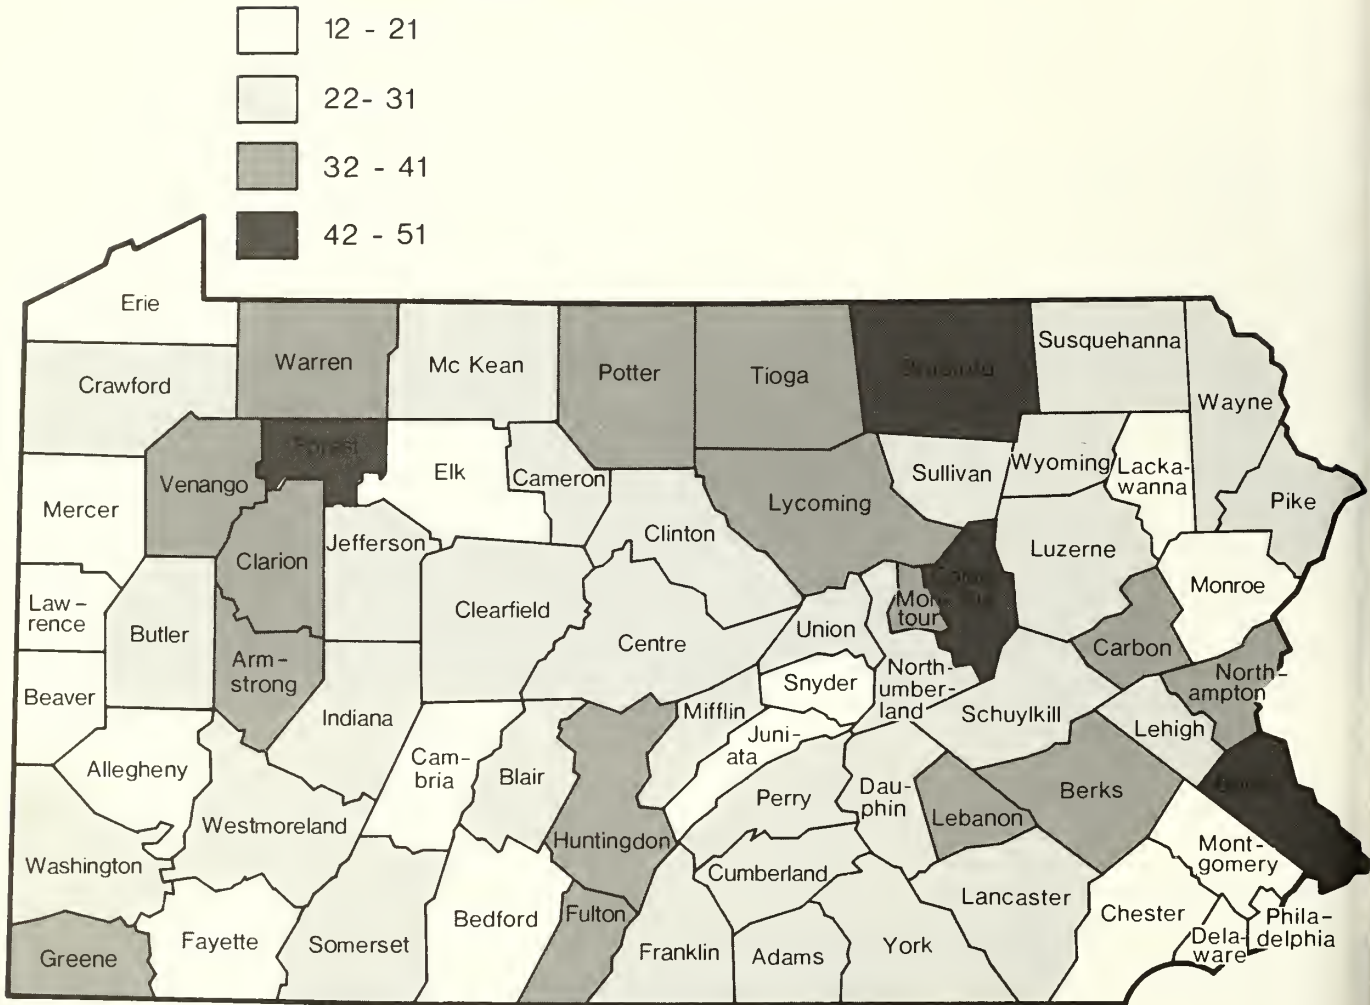 12 - 21
22- 31
32 - 41
42 - 51
Erie
Warren
Mc Kean
Potter
Tioga
Susquehanna
Crawford
Wayne
Forest
Venango
Elk
Cameron
Sullivan
Wyoming
Lacka-
wanna
Pike
Mercer
Lycoming
Clinton
Clarion
Jefferson
Luzerne
Monroe
Law-
rence
Butler
Clearfield
Centre
Union
tour
Carbon
Arm-
strong
North-
ampton
Beaver
Snyder
North-
umber-
land
Indiana
Mifflin
Schuylkill
Lehigh
Juni-
ata
Allegheny
Cam-
bria
Blair
Perry
Dau-
phin
Berks
Lebanon
Westmoreland
Huntingdon
Mont-
gomery
Washington
Cumberland
Lancaster
Bedford
Fulton
Chester
Phila-
delphia
Fayette
Somerset
Franklin
Adams
York
Dela-
ware
Greene